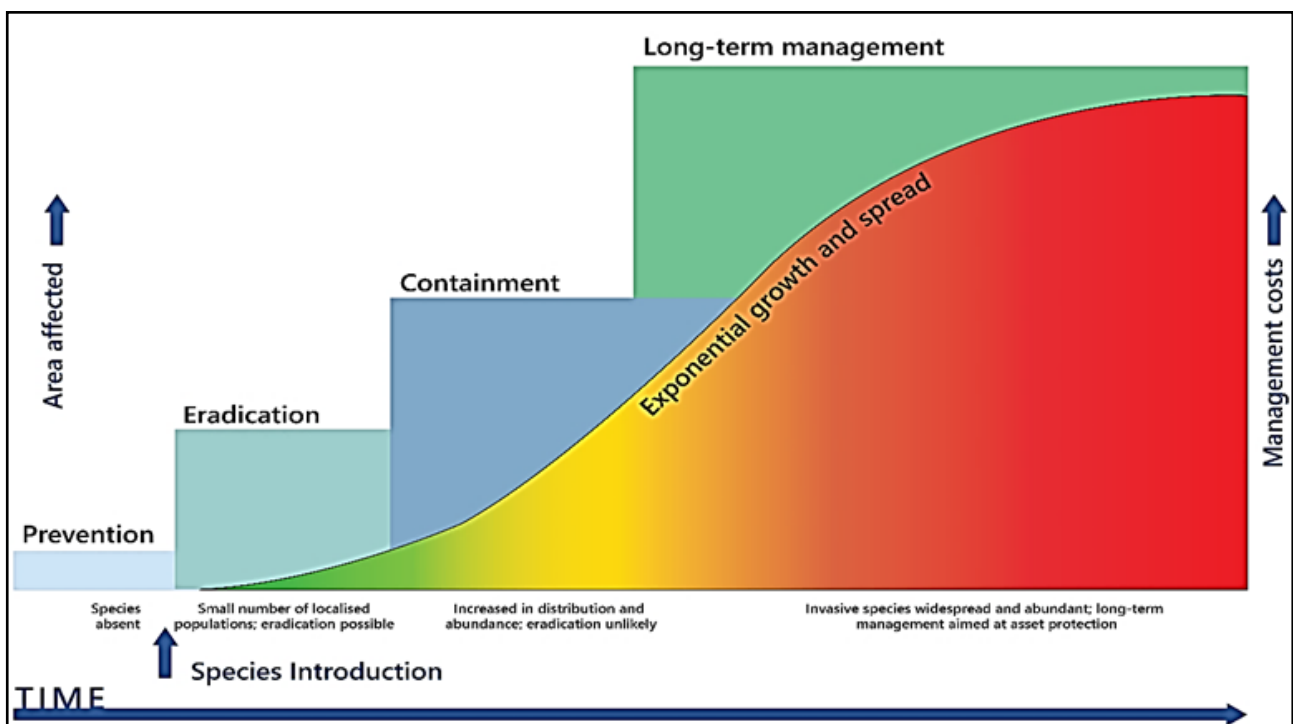 Long-term management
Area affected
Management costs
Exponential growth and spread
Containment
Eradication
Prevention
Species
absent
Small number of localised
populations; eradication possible
Increased in distribution and
abundance; eradication unlikely
Invasive species widespread and abundant; long-term
management aimed at asset protection
Species Introduction
TIME